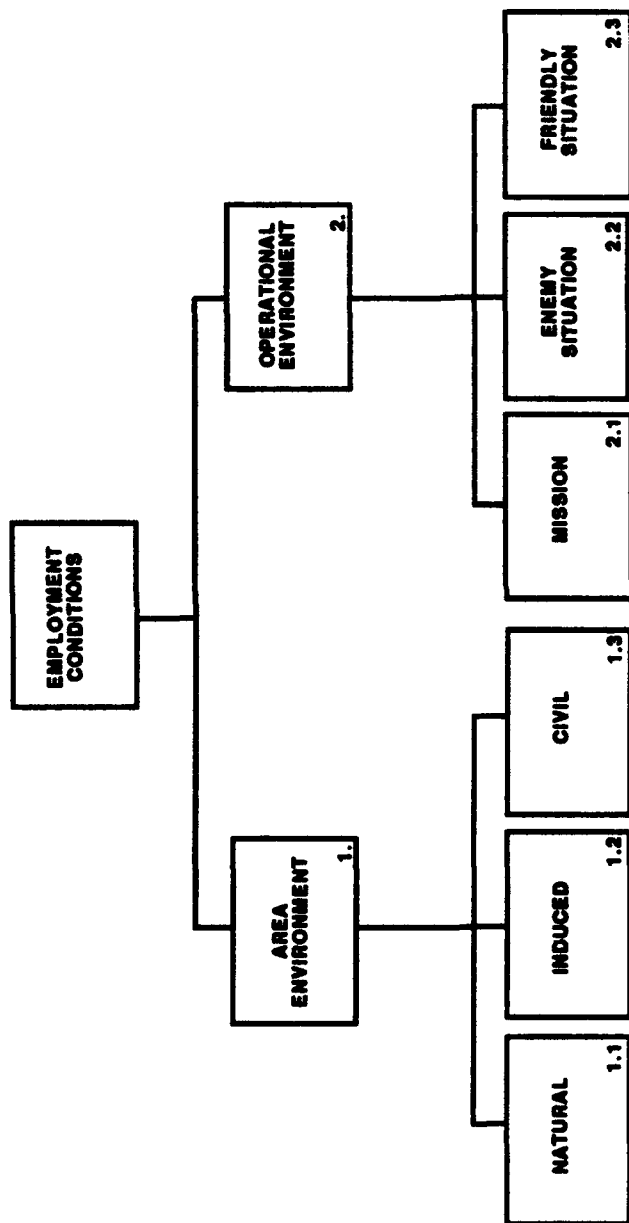 EMPLOYMENT
CONDITIONS
AREA
ENVIRONMENT
1.
OPERATIONAL
ENVIRONMENT
2.
NATURAL
1.1
INDUCED
1.2
CIVIL
1.3
MISSION
2.1
ENEMY
SITUATION
2.2
FRIENDLY
SITUATION
2.3